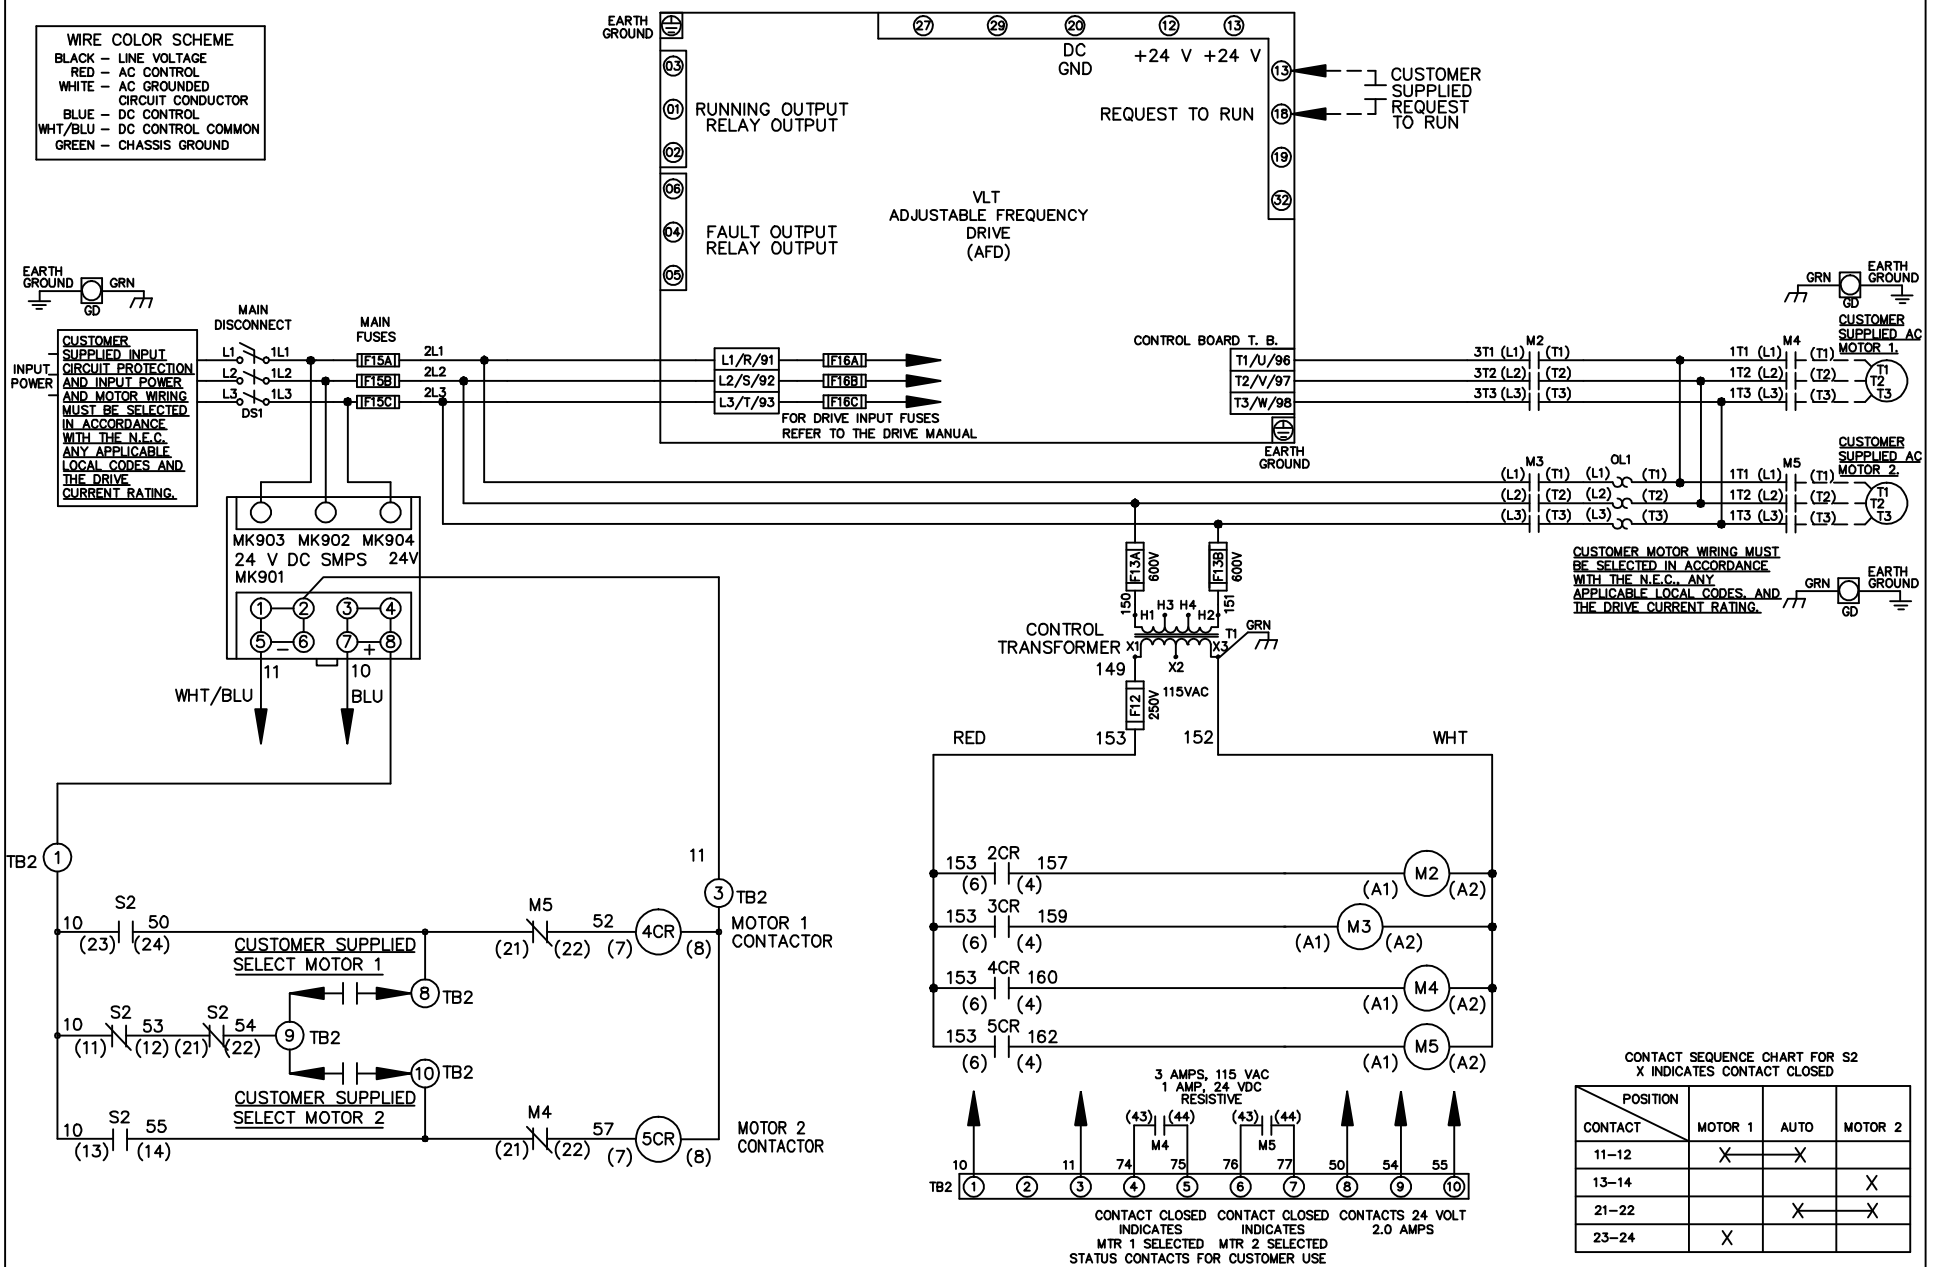 WIRE COLOR SCHEME
BLACK – LINE VOLTAGE
RED – AC CONTROL
WHITE – AC GROUNDED
CIRCUIT CONDUCTOR
BLUE – DC CONTROL
WHT/BLU – DC CONTROL COMMON
GREEN – CHASSIS GROUND
EARTH
GROUND
03
01
02
RUNNING OUTPUT
RELAY OUTPUT
06
04
05
FAULT OUTPUT
RELAY OUTPUT
27
29
20
12
13
DC
GND
+24 V
+24 V
13
REQUEST TO RUN
18
19
32
CUSTOMER
SUPPLIED
REQUEST
TO RUN
VLT
ADJUSTABLE FREQUENCY
DRIVE
(AFD)
EARTH
GROUND
GRN
GD
INPUT
POWER
CUSTOMER
SUPPLIED INPUT
CIRCUIT PROTECTION
AND INPUT POWER
AND MOTOR WIRING
MUST BE SELECTED
IN ACCORDANCE
WITH THE N.E.C.
ANY APPLICABLE
LOCAL CODES AND
THE DRIVE
CURRENT RATING.
MAIN
DISCONNECT
L1 1L1
L2 1L2
L3 1L3
DS1
MAIN
FUSES
F15A 2L1
F15B 2L2
F15C 2L3
L1/R/91 F16A
L2/S/92 F16B
L3/T/93 F16C
FOR DRIVE INPUT FUSES
REFER TO THE DRIVE MANUAL
CONTROL BOARD T. B.
T1/U/96
T2/V/97
T3/W/98
EARTH
GROUND
M2
3T1 (L1) (T1)
3T2 (L2) (T2)
3T3 (L3) (T3)
M4
1T1 (L1) (T1)
1T2 (L2) (T2)
1T3 (L3) (T3)
GRN
GD
EARTH
GROUND
CUSTOMER
SUPPLIED AC
MOTOR 1.
T1
T2
T3
M3 OL1
(L1) (T1) (L1) (T1)
(L2) (T2) (L2) (T2)
(L3) (T3) (L3) (T3)
M5
1T1 (L1) (T1)
1T2 (L2) (T2)
1T3 (L3) (T3)
CUSTOMER
SUPPLIED AC
MOTOR 2.
T1
T2
T3
CUSTOMER MOTOR WIRING MUST
BE SELECTED IN ACCORDANCE
WITH THE N.E.C., ANY
APPLICABLE LOCAL CODES, AND
THE DRIVE CURRENT RATING.
GRN
GD
EARTH
GROUND
MK903 MK902 MK904
24 V DC SMPS 24V
MK901
1 2 3 4
5 – 6 7 + 8
11
10
WHT/BLU
BLU
F13A
600V
F13B
600V
150
151
H1 H3 H4 H2
CONTROL
TRANSFORMER
T1
GRN
X1 X2 X3
149
115VAC
F12
250V
153
152
RED
WHT
TB2 1
11
3 TB2
S2
10 50
(23) (24)
CUSTOMER SUPPLIED
SELECT MOTOR 1
M5
(21) (22)
52
(7) 4CR (8)
MOTOR 1
CONTACTOR
8 TB2
S2 S2
10 53 54
(11) (12) (21) (22)
9 TB2
10 TB2
CUSTOMER SUPPLIED
SELECT MOTOR 2
S2
10 55
(13) (14)
M4
(21) (22)
57
(7) 5CR (8)
MOTOR 2
CONTACTOR
2CR
153 157
(6) (4)
(A1) M2 (A2)
3CR
153 159
(6) (4)
(A1) M3 (A2)
4CR
153 160
(6) (4)
(A1) M4 (A2)
5CR
153 162
(6) (4)
(A1) M5 (A2)
3 AMPS, 115 VAC
1 AMP, 24 VDC
RESISTIVE
(43) (44) (43) (44)
M4 M5
10 11 74 75 76 77 50 54 55
TB2 1 2 3 4 5 6 7 8 9 10
CONTACT CLOSED
INDICATES
MTR 1 SELECTED
CONTACT CLOSED
INDICATES
MTR 2 SELECTED
STATUS CONTACTS FOR CUSTOMER USE
CONTACTS 24 VOLT
2.0 AMPS
CONTACT SEQUENCE CHART FOR S2
X INDICATES CONTACT CLOSED
POSITION
CONTACT MOTOR 1 AUTO MOTOR 2
11–12 X X
13–14 X
21–22 X X
23–24 X